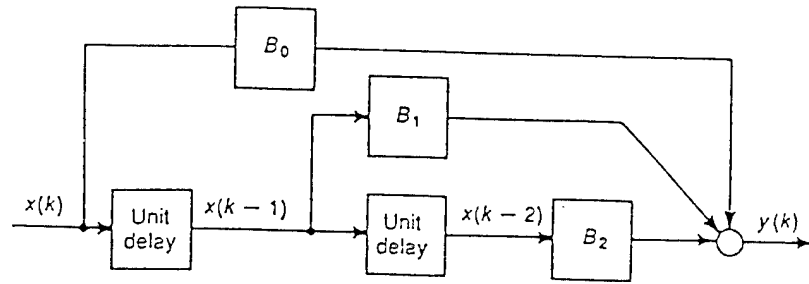 B₀
B₁
x(k)
Unit
delay
x(k − 1)
Unit
delay
x(k − 2)
B₂
y(k)